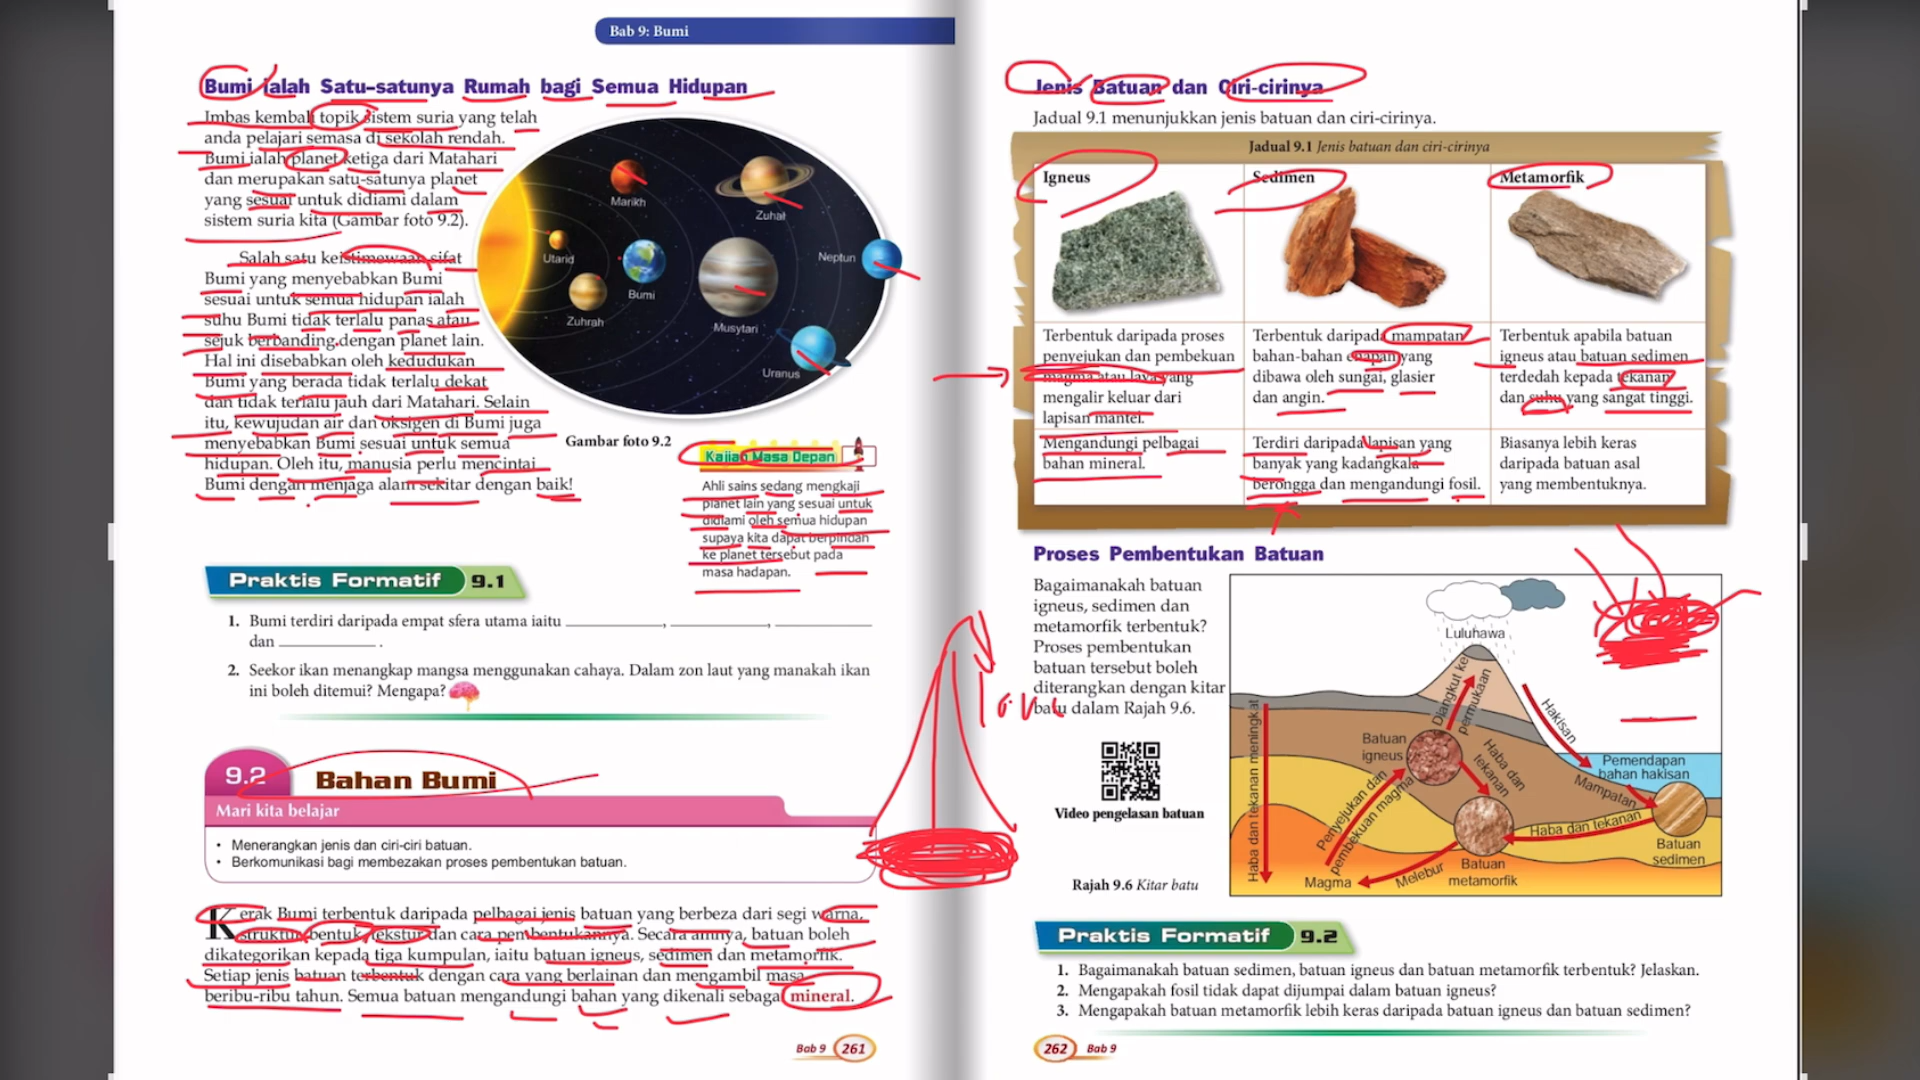 Bab 9: Bumi
Bumi ialah Satu-satunya Rumah bagi Semua Hidupan
Imbas kembali topik sistem suria yang telah
anda pelajari semasa di sekolah rendah.
Bumi ialah planet ketiga dari Matahari
dan merupakan satu-satunya planet
yang sesuai untuk didiami dalam
sistem suria kita (Gambar foto 9.2).
Salah satu keistimewaan sifat
Bumi yang menyebabkan Bumi
sesuai untuk semua hidupan ialah
suhu Bumi tidak terlalu panas atau
sejuk berbanding dengan planet lain.
Hal ini disebabkan oleh kedudukan
Bumi yang berada tidak terlalu dekat
dan tidak terlalu jauh dari Matahari. Selain
itu, kewujudan air dan oksigen di Bumi juga
menyebabkan Bumi sesuai untuk semua
hidupan. Oleh itu, manusia perlu mencintai
Bumi dengan menjaga alam sekitar dengan baik!
Marikh
Zuhal
Utarid
Bumi
Neptun
Zuhrah
Musytari
Uranus
Gambar foto 9.2
Kajian Masa Depan
Ahli sains sedang mengkaji
planet lain yang sesuai untuk
didiami oleh semua hidupan
supaya kita dapat berpindah
ke planet tersebut pada
masa hadapan.
Praktis Formatif 9.1
1. Bumi terdiri daripada empat sfera utama iaitu ____________, ____________, ____________
dan ____________ .
2. Seekor ikan menangkap mangsa menggunakan cahaya. Dalam zon laut yang manakah ikan
ini boleh ditemui? Mengapa?
9.2 Bahan Bumi
Mari kita belajar
• Menerangkan jenis dan ciri-ciri batuan.
• Berkomunikasi bagi membezakan proses pembentukan batuan.
Kerak Bumi terbentuk daripada pelbagai jenis batuan yang berbeza dari segi warna,
struktur, bentuk, tekstur dan cara pembentukannya. Secara amnya, batuan boleh
dikategorikan kepada tiga kumpulan, iaitu batuan igneus, sedimen dan metamorfik.
Setiap jenis batuan terbentuk dengan cara yang berlainan dan mengambil masa
beribu-ribu tahun. Semua batuan mengandungi bahan yang dikenali sebagai mineral.
Bab 9 261
Jenis Batuan dan Ciri-cirinya
Jadual 9.1 menunjukkan jenis batuan dan ciri-cirinya.
Jadual 9.1 Jenis batuan dan ciri-cirinya
Igneus
Sedimen
Metamorfik
Terbentuk daripada proses
penyejukan dan pembekuan
magma atau lava yang
mengalir keluar dari
lapisan mantel.
Terbentuk daripada mampatan
bahan-bahan enapan yang
dibawa oleh sungai, glasier
dan angin.
Terbentuk apabila batuan
igneus atau batuan sedimen
terdedah kepada tekanan
dan suhu yang sangat tinggi.
Mengandungi pelbagai
bahan mineral.
Terdiri daripada lapisan yang
banyak yang kadangkala
berongga dan mengandungi fosil.
Biasanya lebih keras
daripada batuan asal
yang membentuknya.
Proses Pembentukan Batuan
Bagaimanakah batuan
igneus, sedimen dan
metamorfik terbentuk?
Proses pembentukan
batuan tersebut boleh
diterangkan dengan kitar
batu dalam Rajah 9.6.
Video pengelasan batuan
Rajah 9.6 Kitar batu
Luluhawa
Diangkut ke
permukaan
Hakisan
Haba dan tekanan meningkat
Batuan
igneus
Haba dan
tekanan
Pemendapan
bahan hakisan
Mampatan
Penyejukan dan
pembekuan magma
Haba dan tekanan
Batuan
sedimen
Magma
Melebur
Batuan
metamorfik
Praktis Formatif 9.2
1. Bagaimanakah batuan sedimen, batuan igneus dan batuan metamorfik terbentuk? Jelaskan.
2. Mengapakah fosil tidak dapat dijumpai dalam batuan igneus?
3. Mengapakah batuan metamorfik lebih keras daripada batuan igneus dan batuan sedimen?
262 Bab 9